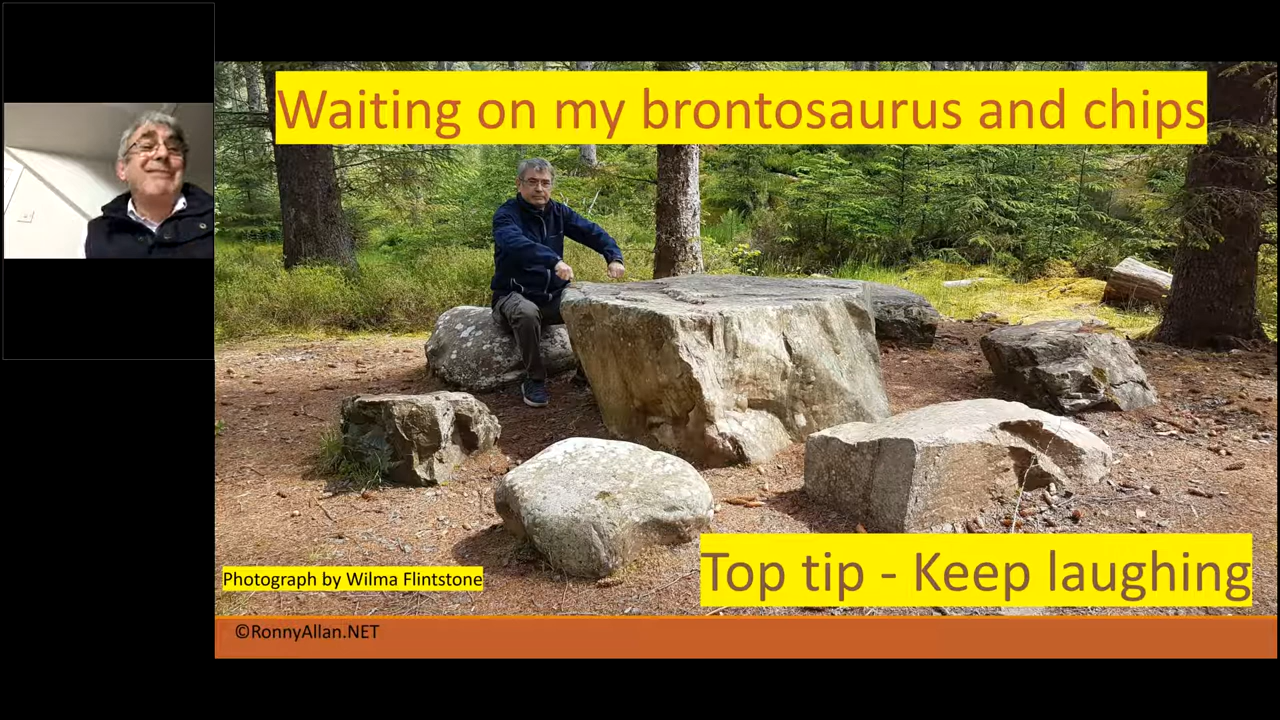 Waiting on my brontosaurus and chips
Top tip - Keep laughing
Photograph by Wilma Flintstone
©RonnyAllan.NET